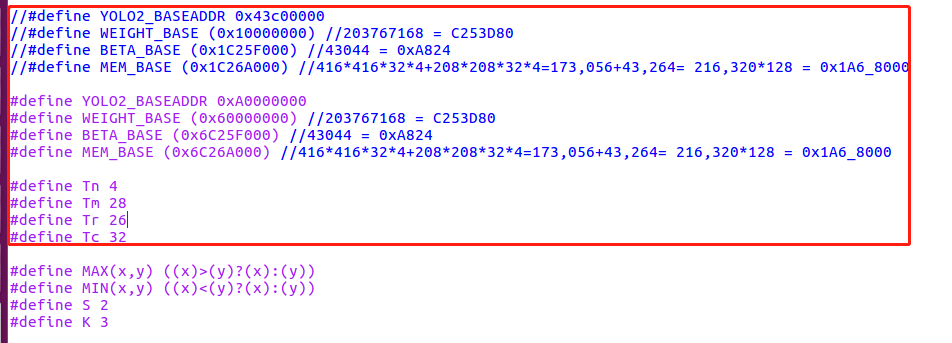 //#define YOLO2_BASEADDR 0x43c00000
//#define WEIGHT_BASE (0x10000000) //203767168 = C253D80
//#define BETA_BASE (0x1C25F000) //43044 = 0xA824
//#define MEM_BASE (0x1C26A000) //416*416*32*4+208*208*32*4=173,056+43,264= 216,320*128 = 0x1A6_8000
#define YOLO2_BASEADDR 0xA0000000
#define WEIGHT_BASE (0x60000000) //203767168 = C253D80
#define BETA_BASE (0x6C25F000) //43044 = 0xA824
#define MEM_BASE (0x6C26A000) //416*416*32*4+208*208*32*4=173,056+43,264= 216,320*128 = 0x1A6_8000
#define Tn 4
#define Tm 28
#define Tr 26
#define Tc 32
#define MAX(x,y) ((x)>(y)?(x):(y))
#define MIN(x,y) ((x)<(y)?(x):(y))
#define S 2
#define K 3